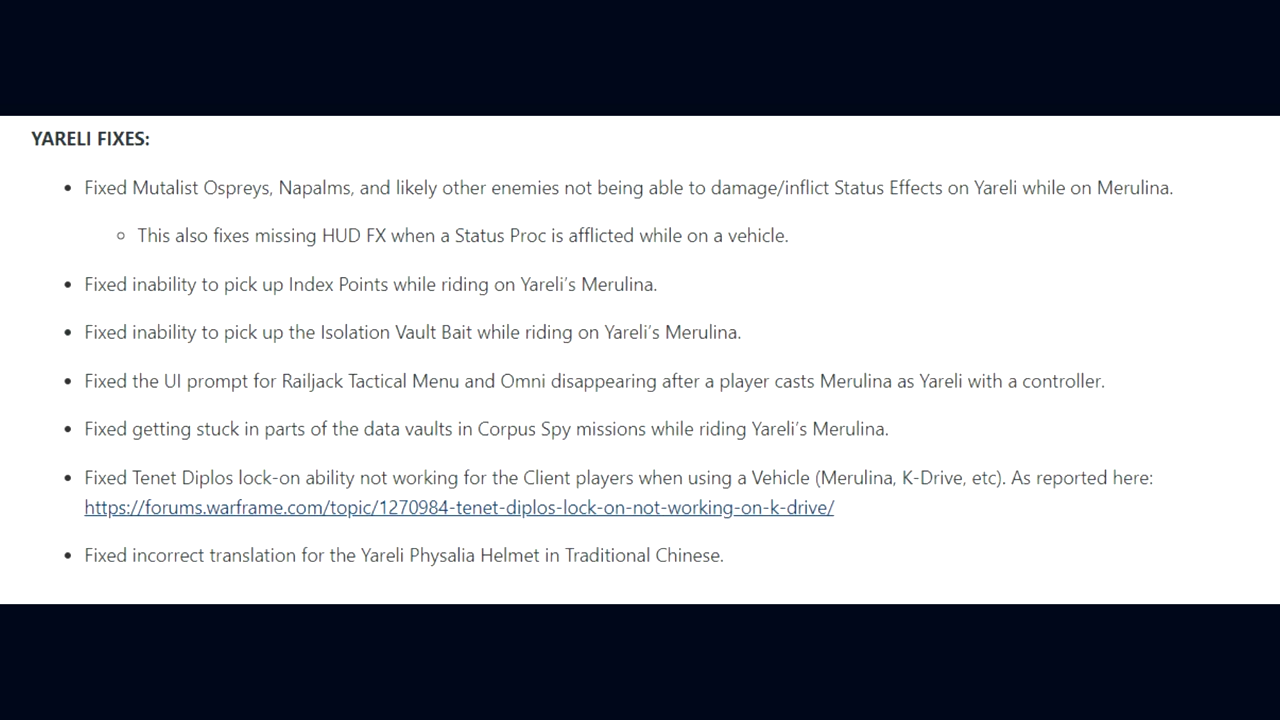 YARELI FIXES:
• Fixed Mutalist Ospreys, Napalms, and likely other enemies not being able to damage/inflict Status Effects on Yareli while on Merulina.
○ This also fixes missing HUD FX when a Status Proc is afflicted while on a vehicle.
• Fixed inability to pick up Index Points while riding on Yareli’s Merulina.
• Fixed inability to pick up the Isolation Vault Bait while riding on Yareli’s Merulina.
• Fixed the UI prompt for Railjack Tactical Menu and Omni disappearing after a player casts Merulina as Yareli with a controller.
• Fixed getting stuck in parts of the data vaults in Corpus Spy missions while riding Yareli’s Merulina.
• Fixed Tenet Diplos lock-on ability not working for the Client players when using a Vehicle (Merulina, K-Drive, etc). As reported here:
https://forums.warframe.com/topic/1270984-tenet-diplos-lock-on-not-working-on-k-drive/
• Fixed incorrect translation for the Yareli Physalia Helmet in Traditional Chinese.